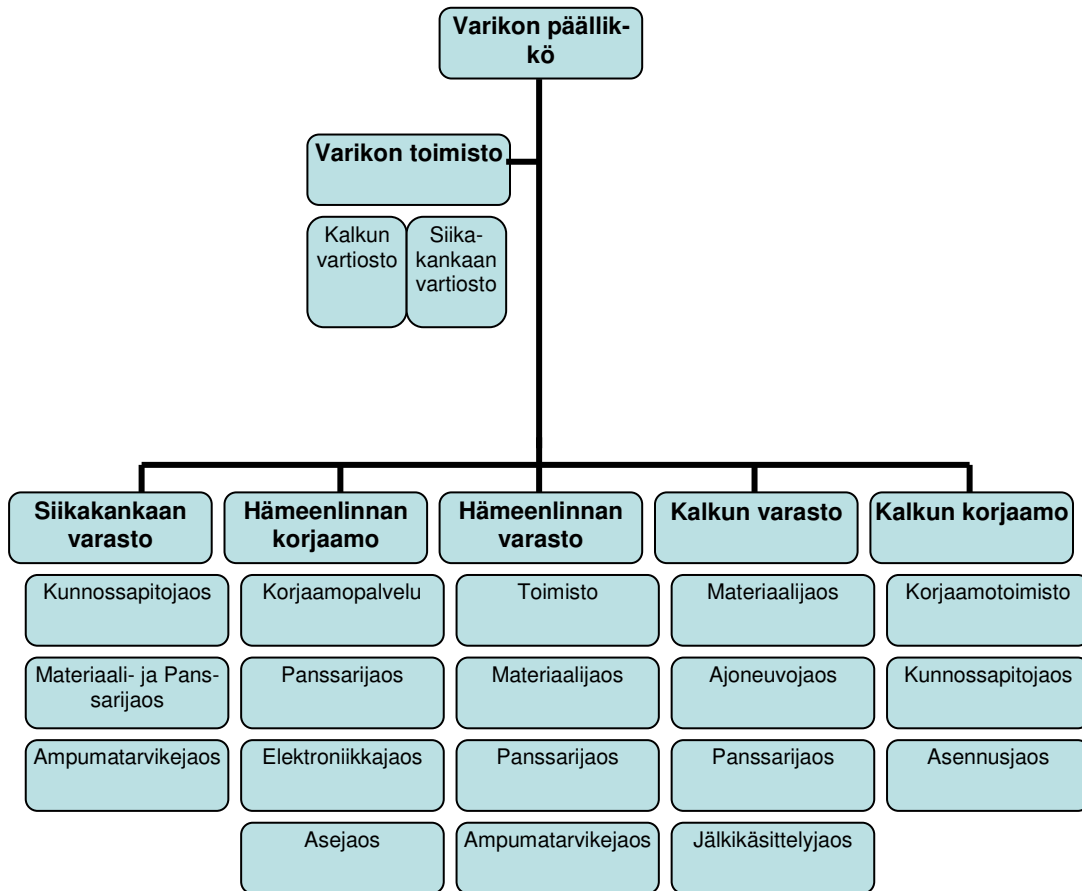 Varikon päällik-
kö
Varikon toimisto
Kalkun
vartiosto
Siika-
kankaan
vartiosto
Siikakankaan
varasto
Hämeenlinnan
korjaamo
Hämeenlinnan
varasto
Kalkun varasto
Kalkun korjaamo
Kunnossapitojaos
Korjaamopalvelu
Toimisto
Materiaalijaos
Korjaamotoimisto
Materiaali- ja Pans-
sarijaos
Panssarijaos
Materiaalijaos
Ajoneuvojaos
Kunnossapitojaos
Ampumatarvikejaos
Elektroniikkajaos
Panssarijaos
Panssarijaos
Asennusjaos
Asejaos
Ampumatarvikejaos
Jälkikäsittelyjaos